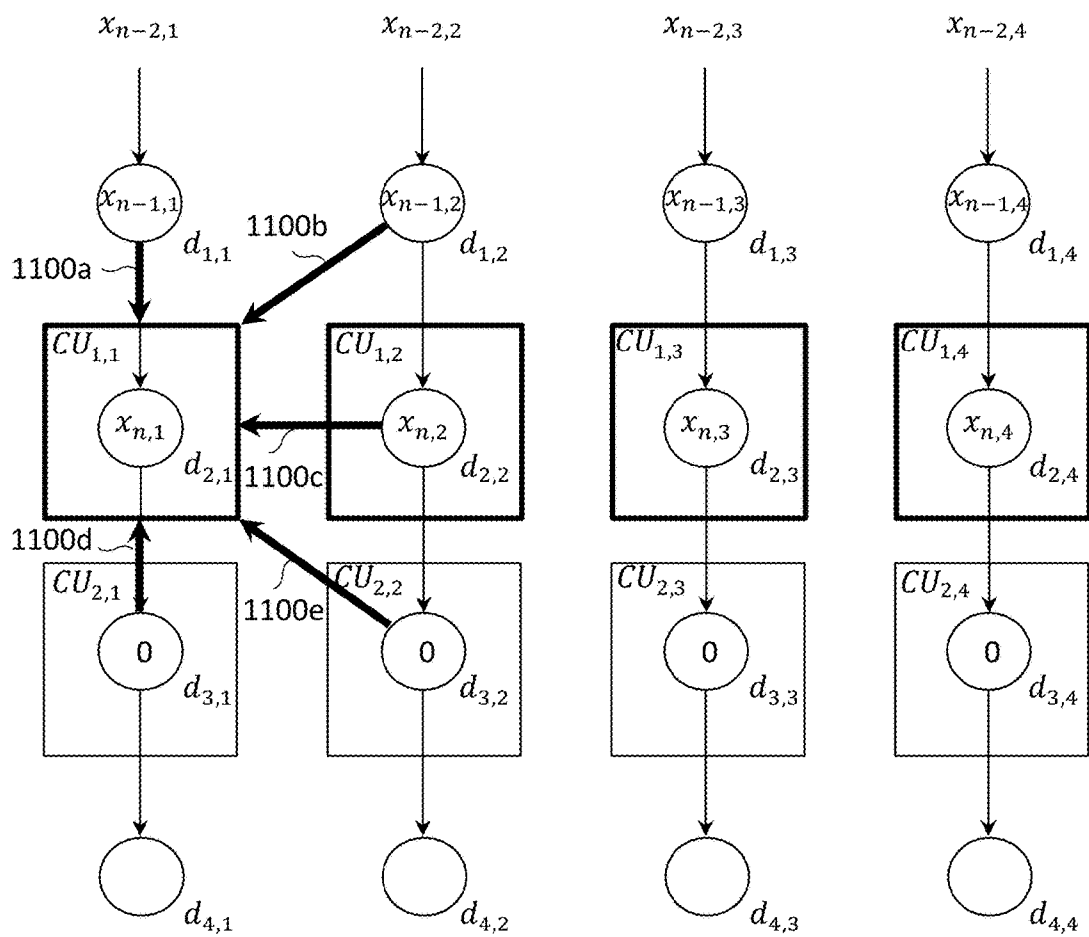 x_{n-2,1} x_{n-2,2} x_{n-2,3} x_{n-2,4}
x_{n-1,1} x_{n-1,2} x_{n-1,3} x_{n-1,4}
1100b
d_{1,1} d_{1,2} d_{1,3} d_{1,4}
1100a
CU_{1,1} CU_{1,2} CU_{1,3} CU_{1,4}
x_{n,1} x_{n,2} x_{n,3} x_{n,4}
d_{2,1} 1100c d_{2,2} d_{2,3} d_{2,4}
1100d
CU_{2,1} CU_{2,2} CU_{2,3} CU_{2,4}
1100e
0 0 0 0
d_{3,1} d_{3,2} d_{3,3} d_{3,4}
d_{4,1} d_{4,2} d_{4,3} d_{4,4}